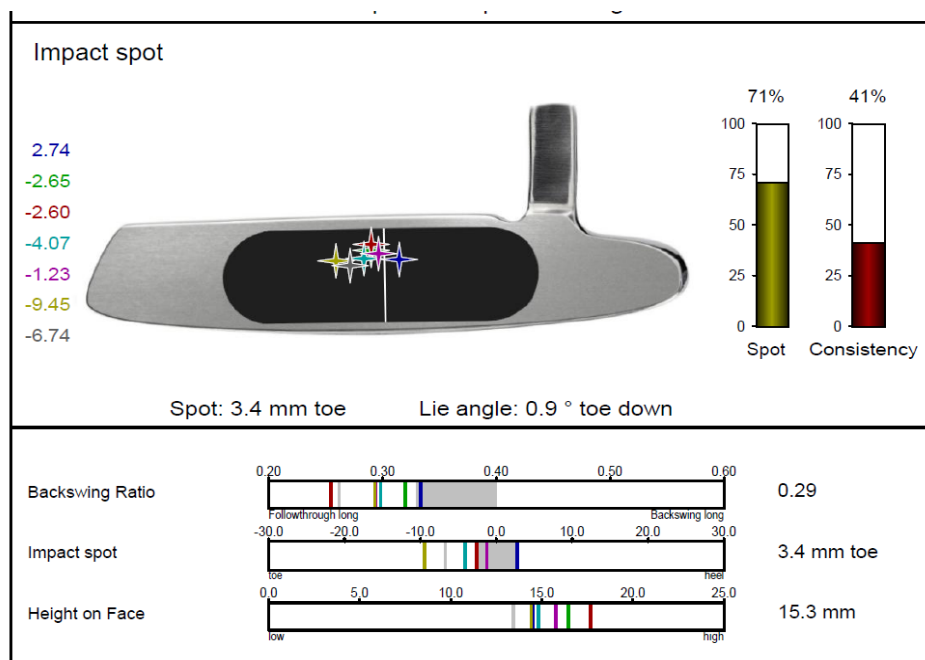 Impact spot
71%
41%
100
100
2.74
-2.65
75
75
-2.60
-4.07
50
50
-1.23
25
25
-9.45
0
0
-6.74
Spot
Consistency
Spot: 3.4 mm toe
Lie angle: 0.9 ° toe down
0.20 0.30 0.40 0.50 0.60
Backswing Ratio
0.29
Followthrough long
Backswing long
-30.0 -20.0 -10.0 0.0 10.0 20.0 30.0
Impact spot
3.4 mm toe
toe
heel
0.0 5.0 10.0 15.0 20.0 25.0
Height on Face
15.3 mm
low
high